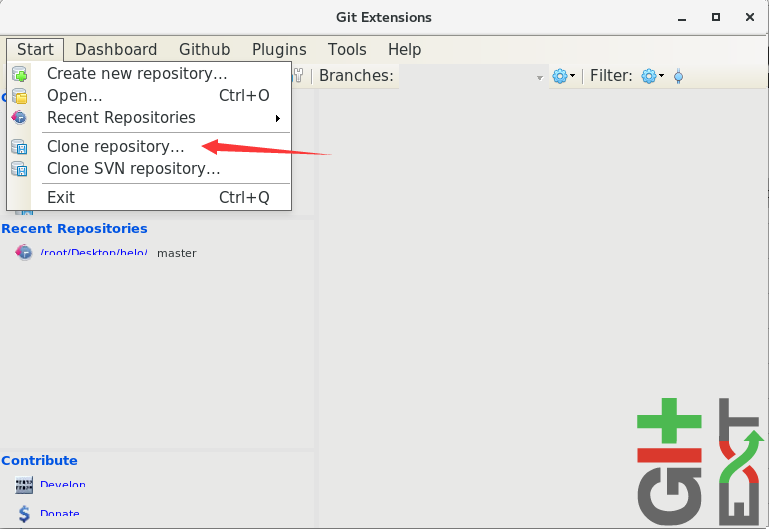 Git Extensions
Start Dashboard Github Plugins Tools Help
Branches: Filter:
Create new repository...
Open... Ctrl+O
Recent Repositories
Clone repository...
Clone SVN repository...
Exit Ctrl+Q
Recent Repositories
/root/Desktop/helo/ master
Contribute
Develop
Donate
GIT
EXT